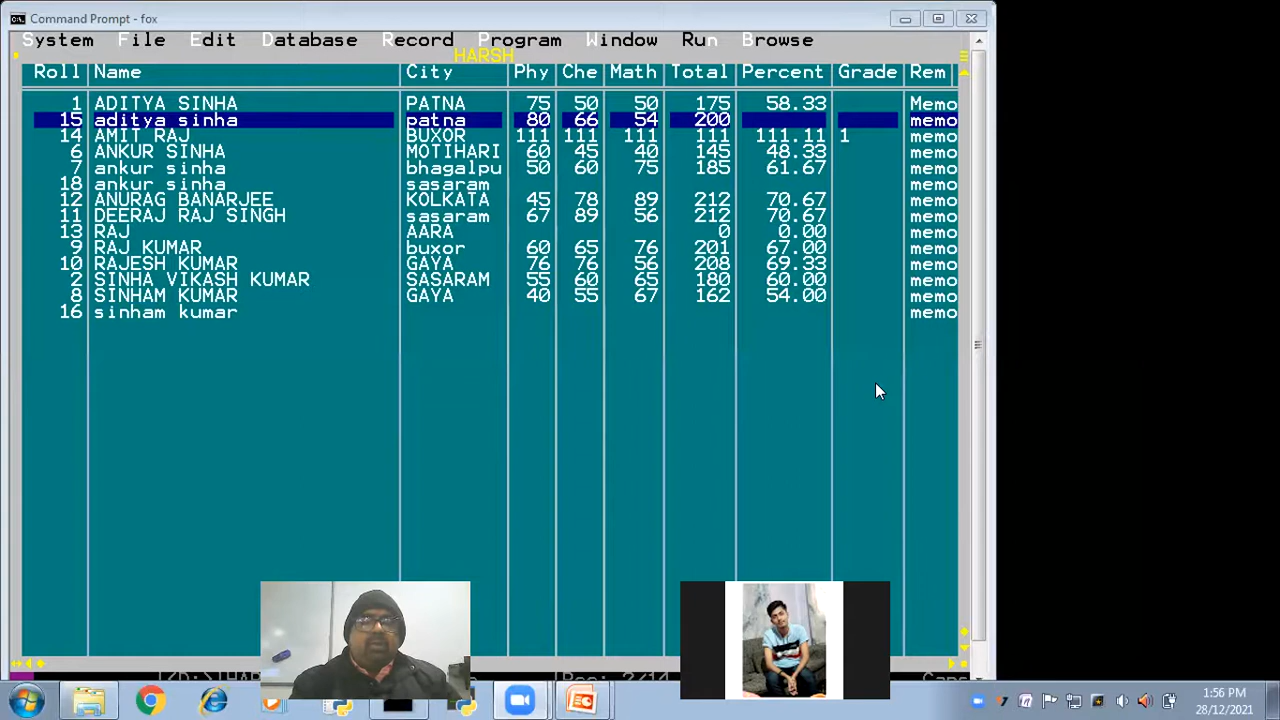 Command Prompt - fox
System File Edit Database Record Program Window Run Browse
HARSH
Roll Name City Phy Che Math Total Percent Grade Rem
1 ADITYA SINHA PATNA 75 50 50 175 58.33 Memo
15 aditya sinha patna 80 66 54 200 memo
14 AMIT RAJ BUXOR 111 111 111 111 111.11 1 memo
6 ANKUR SINHA MOTIHARI 60 45 40 145 48.33 memo
7 ankur sinha bhagalpu 50 60 75 185 61.67 memo
18 ankur sinha sasaram memo
12 ANURAG BANARJEE KOLKATA 45 78 89 212 70.67 memo
11 DEERAJ RAJ SINGH sasaram 67 89 56 212 70.67 memo
13 RAJ AARA 0 0.00 memo
9 RAJ KUMAR buxor 60 65 76 201 67.00 memo
10 RAJESH KUMAR GAYA 76 76 56 208 69.33 memo
2 SINHA VIKASH KUMAR SASARAM 55 60 65 180 60.00 memo
8 SINHAM KUMAR GAYA 40 55 67 162 54.00 memo
16 sinham kumar memo
Rec: 2/14 Caps
1:56 PM
28/12/2021